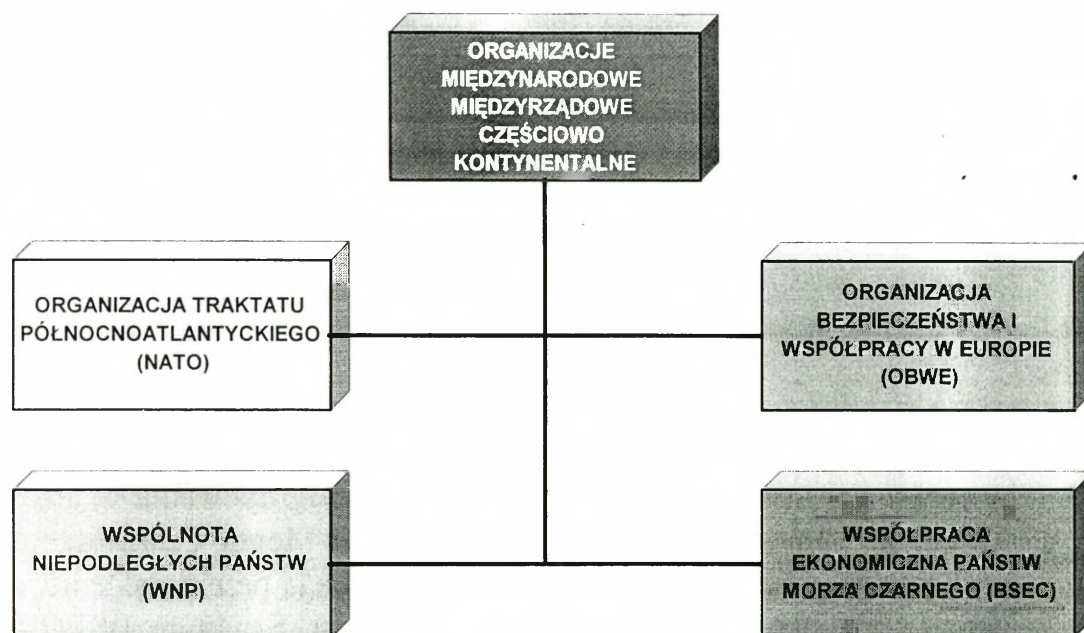 ORGANIZACJE
MIĘDZYNARODOWE
MIĘDZYRZĄDOWE
CZĘŚCIOWO
KONTYNENTALNE
ORGANIZACJA TRAKTATU
PÓŁNOCNOATLANTYCKIEGO
(NATO)
ORGANIZACJA
BEZPIECZEŃSTWA I
WSPÓŁPRACY W EUROPIE
(OBWE)
WSPÓLNOTA
NIEPODLEGŁYCH PAŃSTW
(WNP)
WSPÓŁPRACA
EKONOMICZNA PAŃSTW
MORZA CZARNEGO (BSEC)